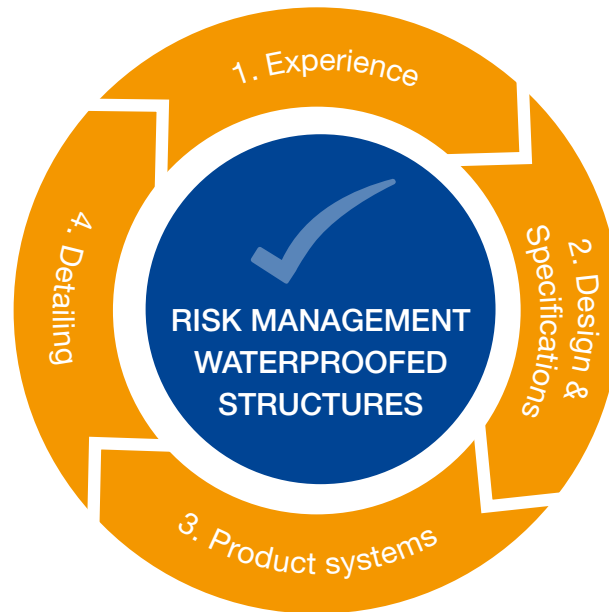 1. Experience
2. Design &
Specifications
3. Product systems
4. Detailing
RISK MANAGEMENT
WATERPROOFED
STRUCTURES